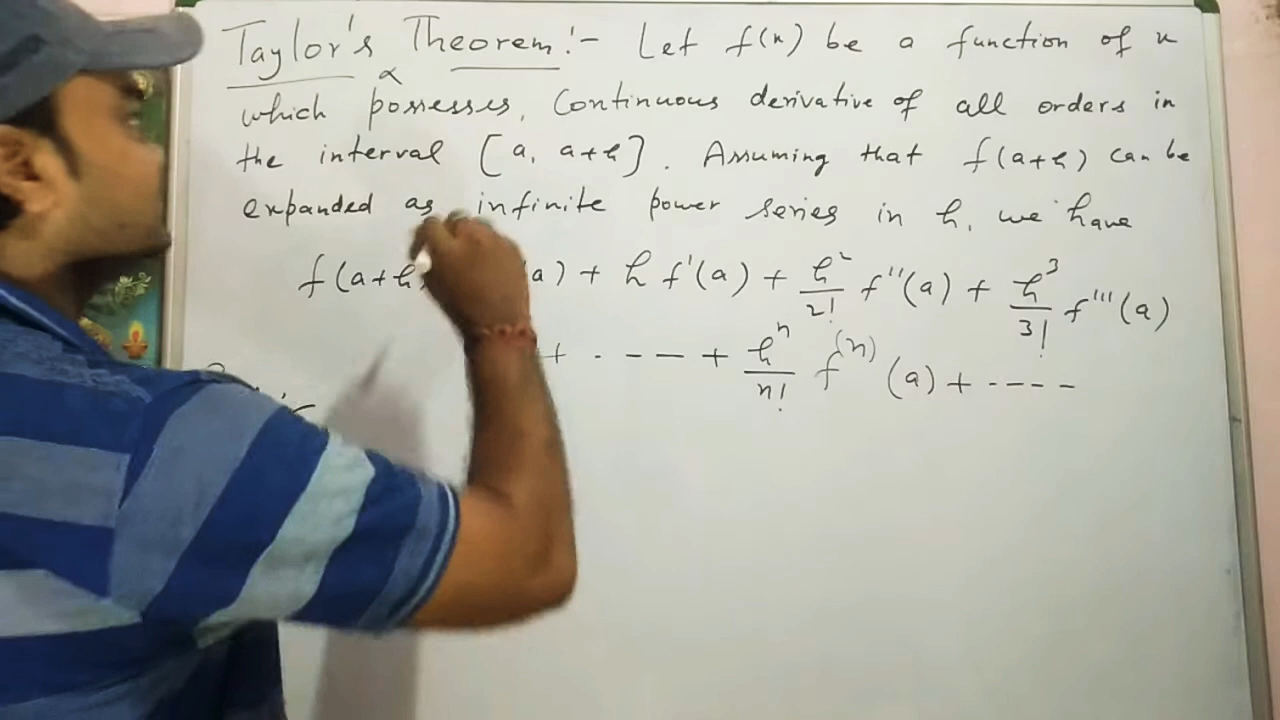 Taylor's Theorem :- Let f(x) be a function of x
which possesses, Continuous derivative of all orders in
the interval [a, a+h]. Assuming that f(a+h) can be
expanded as infinite power series in h, we have
f(a+h) (a) + h f'(a) + h²/2! f''(a) + h³/3! f'''(a)
+ ---- + hⁿ/n! f⁽ⁿ⁾(a) + ----